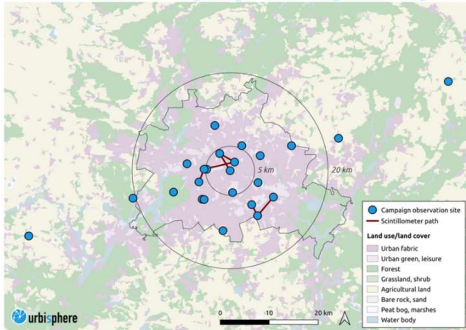 5 km
20 km
Campaign observation site
Scintillometer path
Land use/land cover
Urban fabric
Urban green, leisure
Forest
Grassland, shrub
Agricultural land
Bare rock, sand
Peat bog, marshes
Water body
urbisphere
0 10 20 km